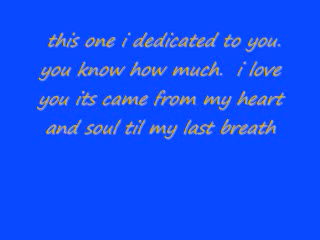 this one i dedicated to you.
you know how much. i love
you its came from my heart
and soul til my last breath